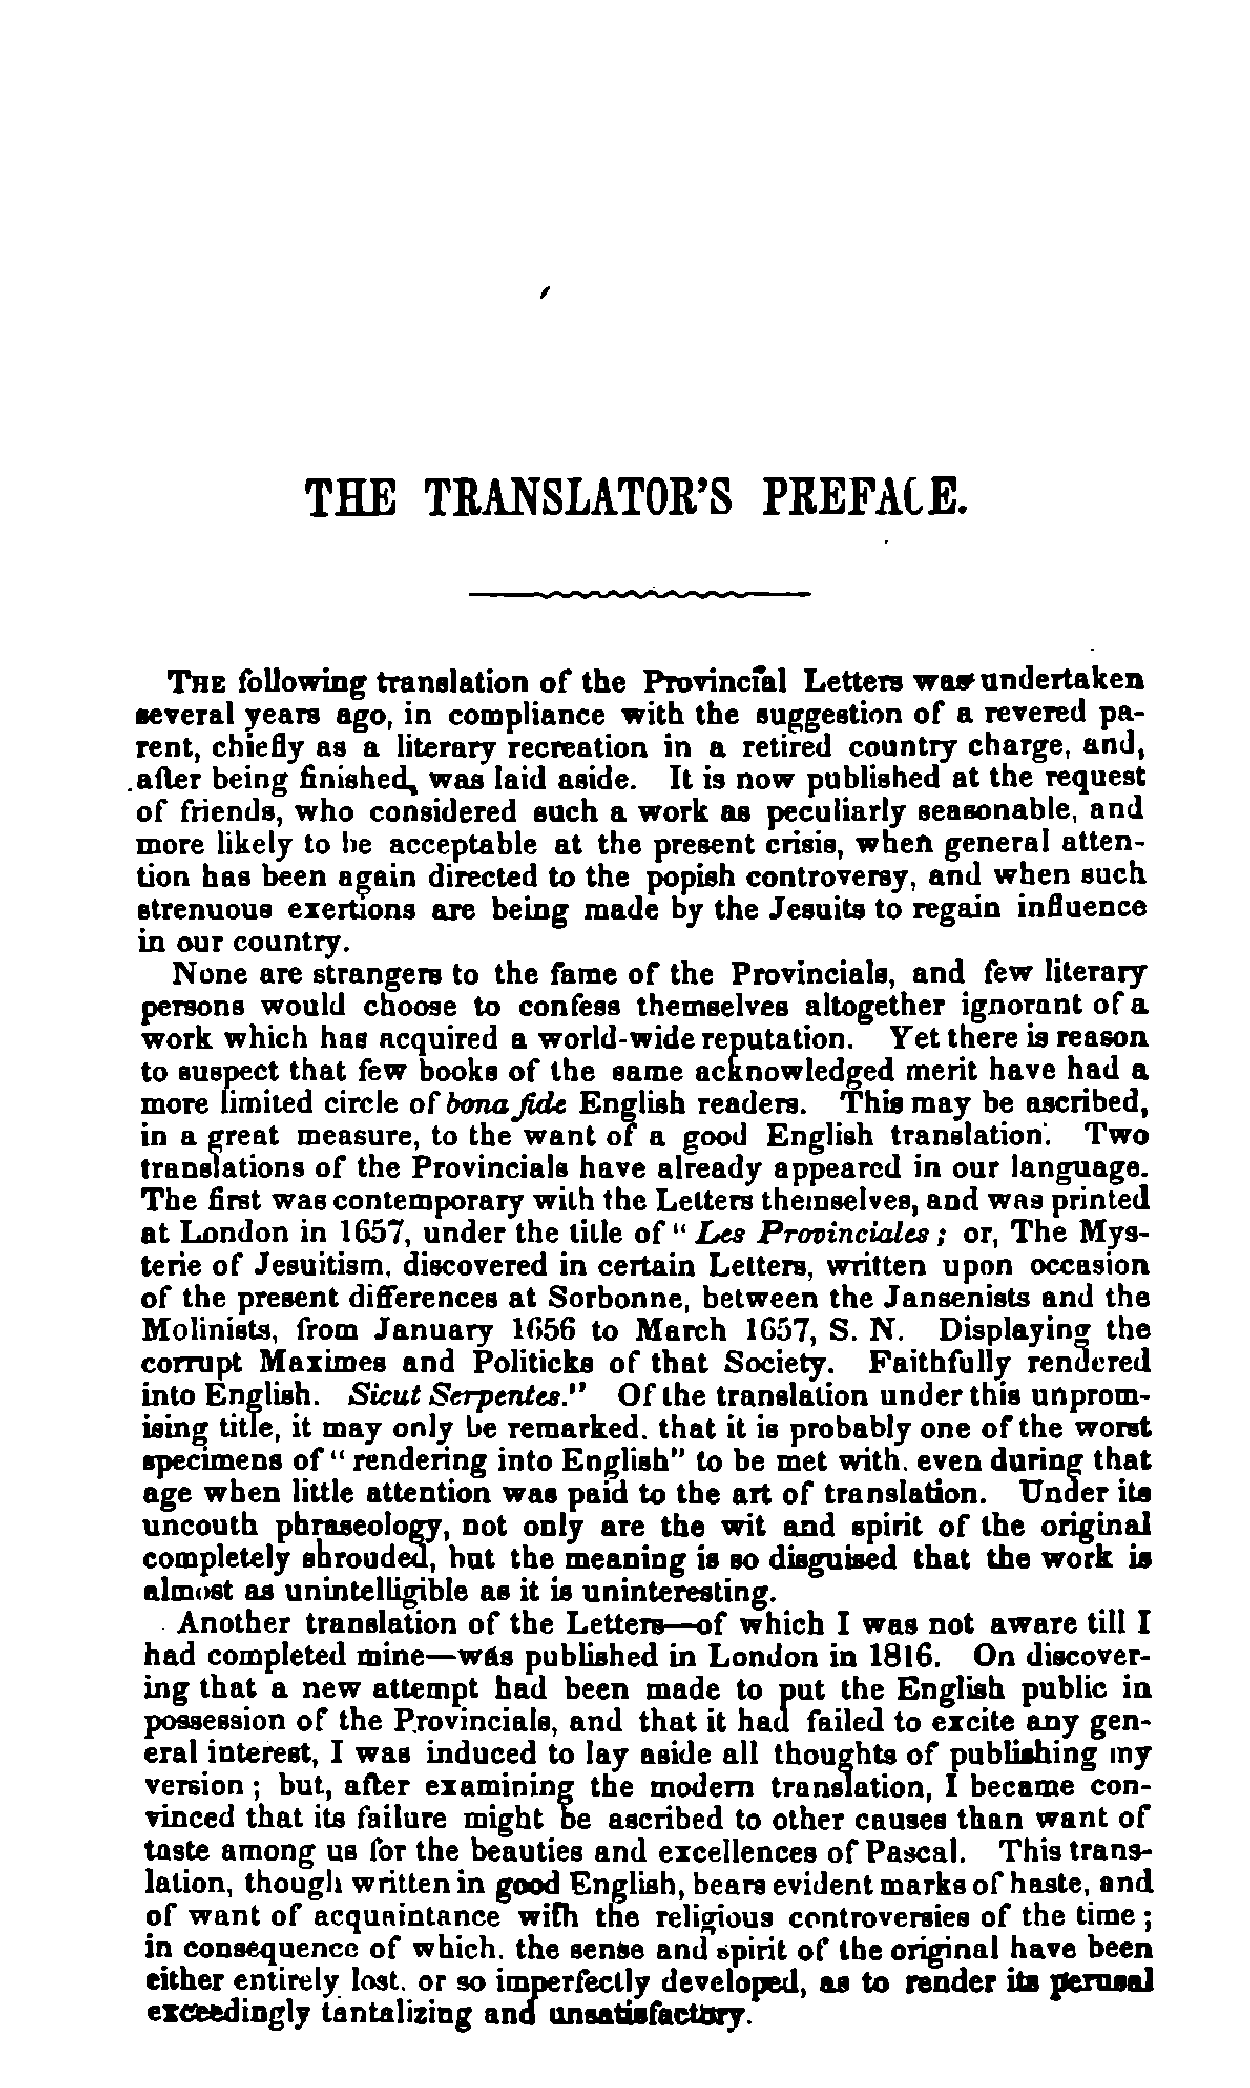 THE TRANSLATOR'S PREFACE.
THE following translation of the Provincial Letters was undertaken
several years ago, in compliance with the suggestion of a revered pa-
rent, chiefly as a literary recreation in a retired country charge, and,
after being finished, was laid aside. It is now published at the request
of friends, who considered such a work as peculiarly seasonable, and
more likely to be acceptable at the present crisis, when general atten-
tion has been again directed to the popish controversy, and when such
strenuous exertions are being made by the Jesuits to regain influence
in our country.
None are strangers to the fame of the Provincials, and few literary
persons would choose to confess themselves altogether ignorant of a
work which has acquired a world-wide reputation. Yet there is reason
to suspect that few books of the same acknowledged merit have had a
more limited circle of bona fide English readers. This may be ascribed,
in a great measure, to the want of a good English translation. Two
translations of the Provincials have already appeared in our language.
The first was contemporary with the Letters themselves, and was printed
at London in 1657, under the title of "Les Provinciales; or, The Mys-
terie of Jesuitism, discovered in certain Letters, written upon occasion
of the present differences at Sorbonne, between the Jansenists and the
Molinists, from January 1656 to March 1657, S. N. Displaying the
corrupt Maximes and Politicks of that Society. Faithfully rendered
into English. Sicut Serpentes." Of the translation under this unprom-
ising title, it may only be remarked, that it is probably one of the worst
specimens of "rendering into English" to be met with, even during that
age when little attention was paid to the art of translation. Under its
uncouth phraseology, not only are the wit and spirit of the original
completely shrouded, but the meaning is so disguised that the work is
almost as unintelligible as it is uninteresting.
Another translation of the Letters—of which I was not aware till I
had completed mine—was published in London in 1816. On discover-
ing that a new attempt had been made to put the English public in
possession of the Provincials, and that it had failed to excite any gen-
eral interest, I was induced to lay aside all thoughts of publishing my
version; but, after examining the modern translation, I became con-
vinced that its failure might be ascribed to other causes than want of
taste among us for the beauties and excellences of Pascal. This trans-
lation, though written in good English, bears evident marks of haste, and
of want of acquaintance with the religious controversies of the time;
in consequence of which, the sense and spirit of the original have been
either entirely lost, or so imperfectly developed, as to render its perusal
exceedingly tantalizing and unsatisfactory.